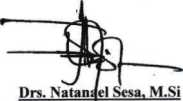 Drs. Natanael Sesa, M.Si